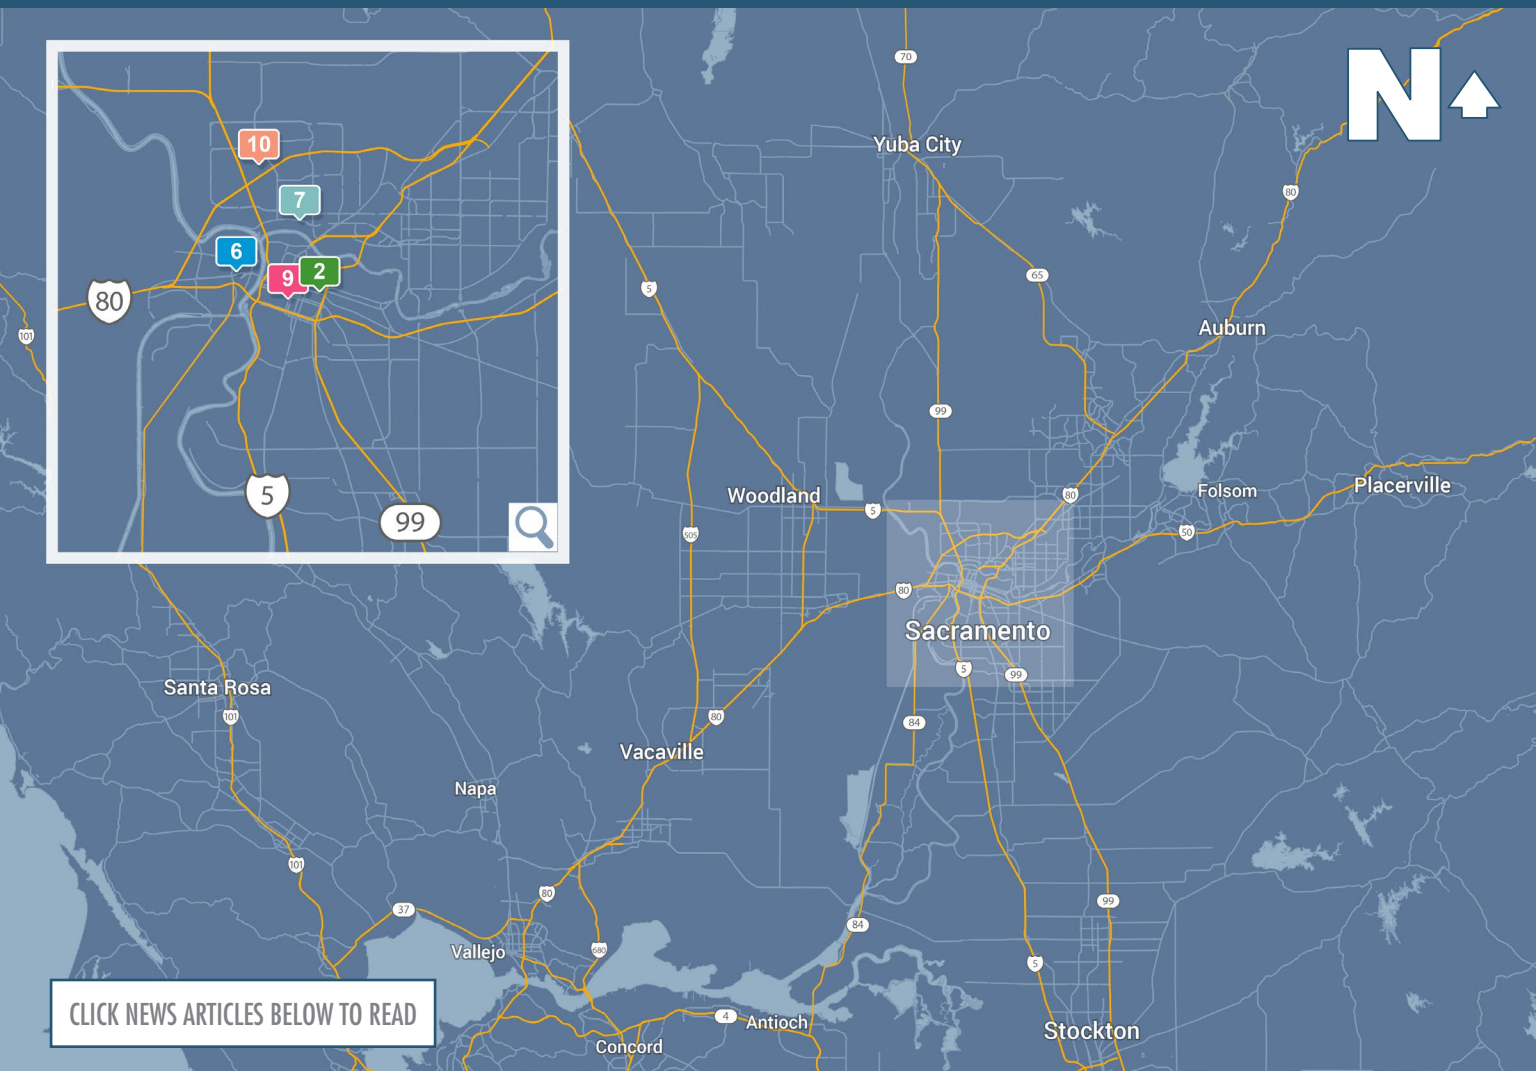 10
7
6
9
2
80
5
99
N
70
Yuba City
80
65
5
101
Auburn
99
Woodland
5
80
Folsom
Placerville
505
50
80
Sacramento
5
99
Santa Rosa
101
84
80
Vacaville
Napa
101
80
37
99
84
Vallejo
680
5
CLICK NEWS ARTICLES BELOW TO READ
4
Antioch
Stockton
Concord